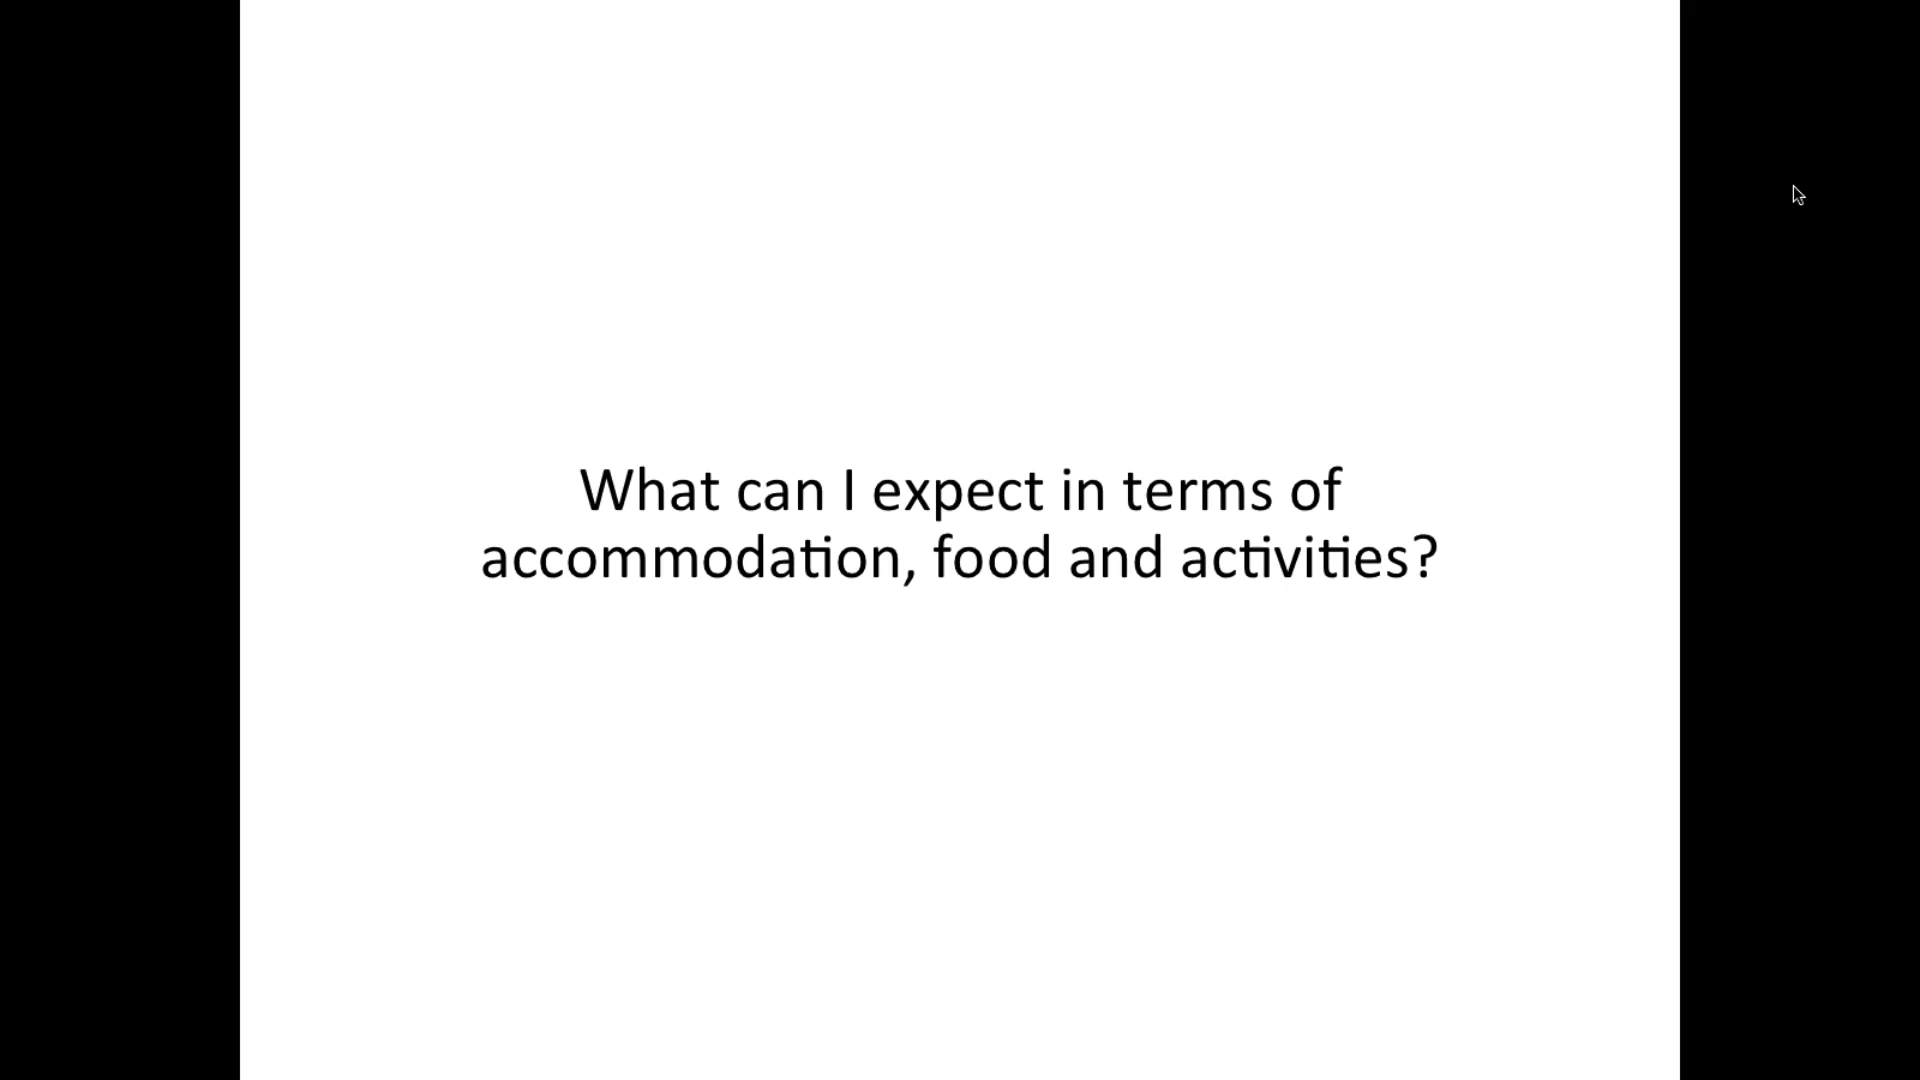 What can I expect in terms of
accommodation, food and activities?